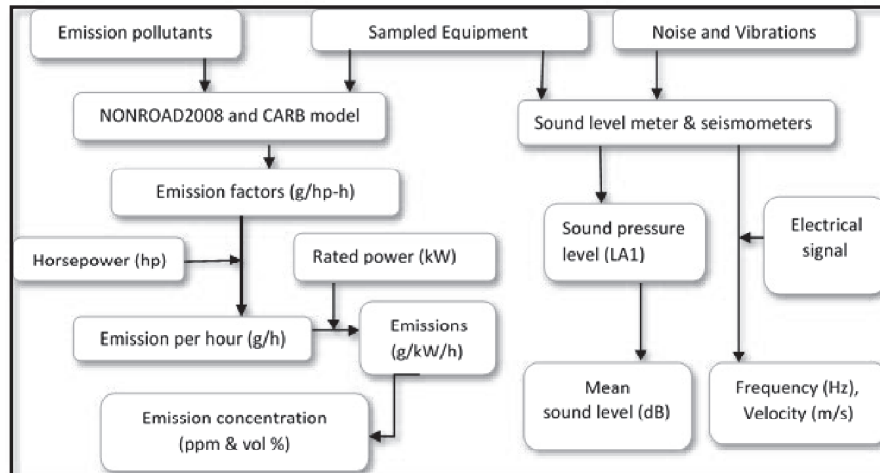 Emission pollutants
Sampled Equipment
Noise and Vibrations
NONROAD2008 and CARB model
Sound level meter & seismometers
Emission factors (g/hp-h)
Sound pressure
level (LA1)
Electrical
signal
Horsepower (hp)
Rated power (kW)
Emission per hour (g/h)
Emissions
(g/kW/h)
Mean
sound level (dB)
Frequency (Hz),
Velocity (m/s)
Emission concentration
(ppm & vol %)